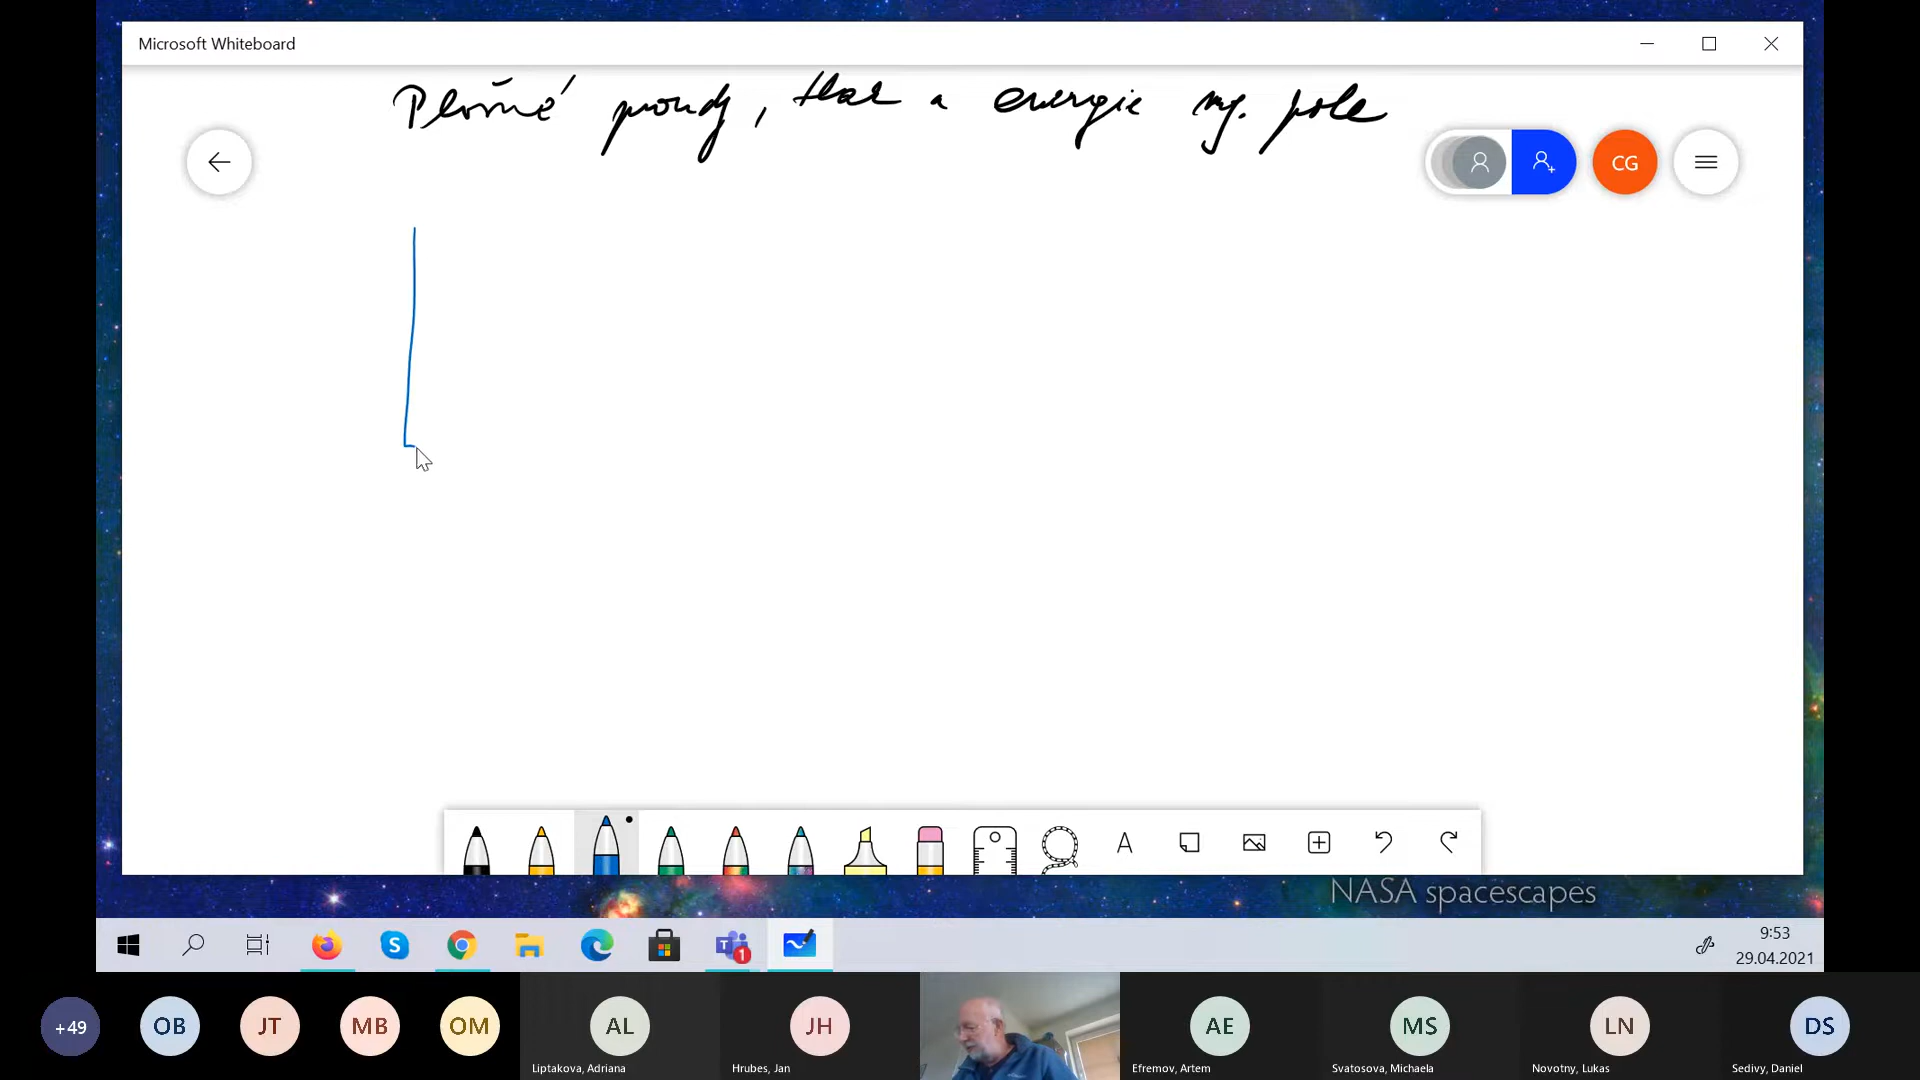 Microsoft Whiteboard
Plošné proudy, tlak a energie mg. pole
CG
A
NASA spacescapes
S
T 1
9:53
29.04.2021
+49 OB JT MB OM AL JH AE MS LN DS
Liptakova, Adriana Hrubes, Jan Efremov, Artem Svatosova, Michaela Novotny, Lukas Sedivy, Daniel